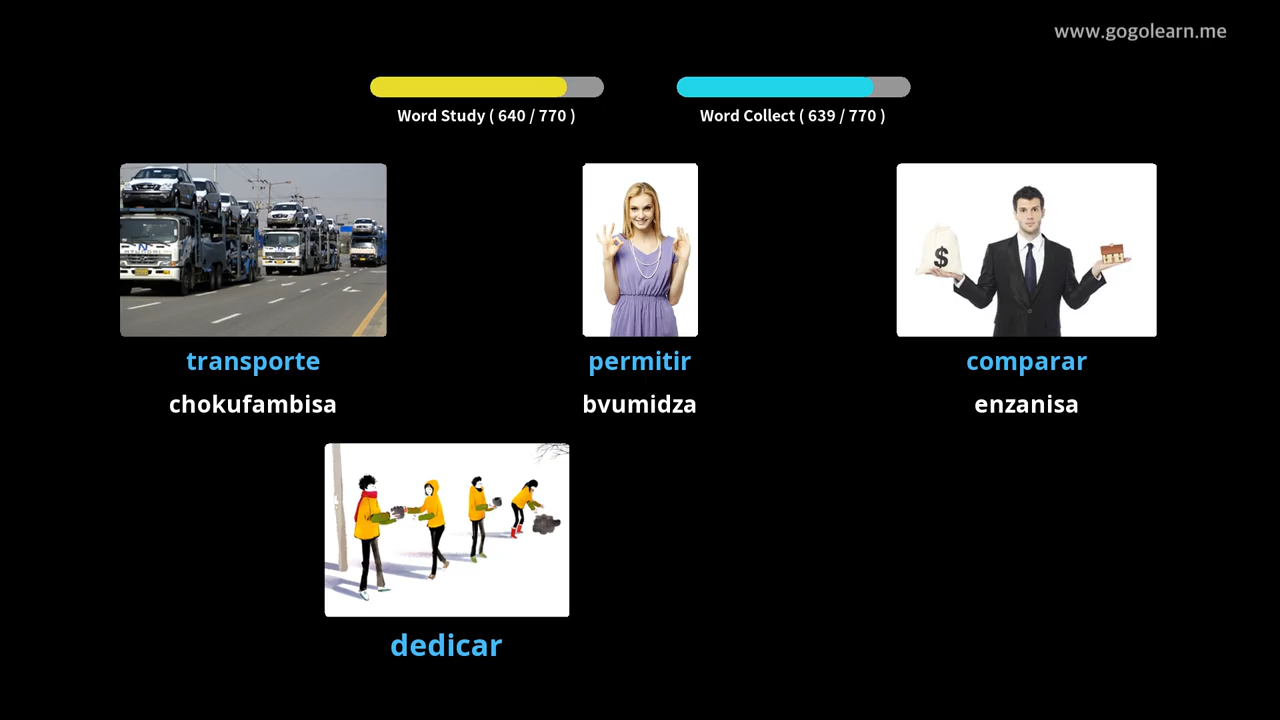 www.gogolearn.me
Word Study ( 640 / 770 )
Word Collect ( 639 / 770 )
$
transporte
permitir
comparar
chokufambisa
bvumidza
enzanisa
dedicar